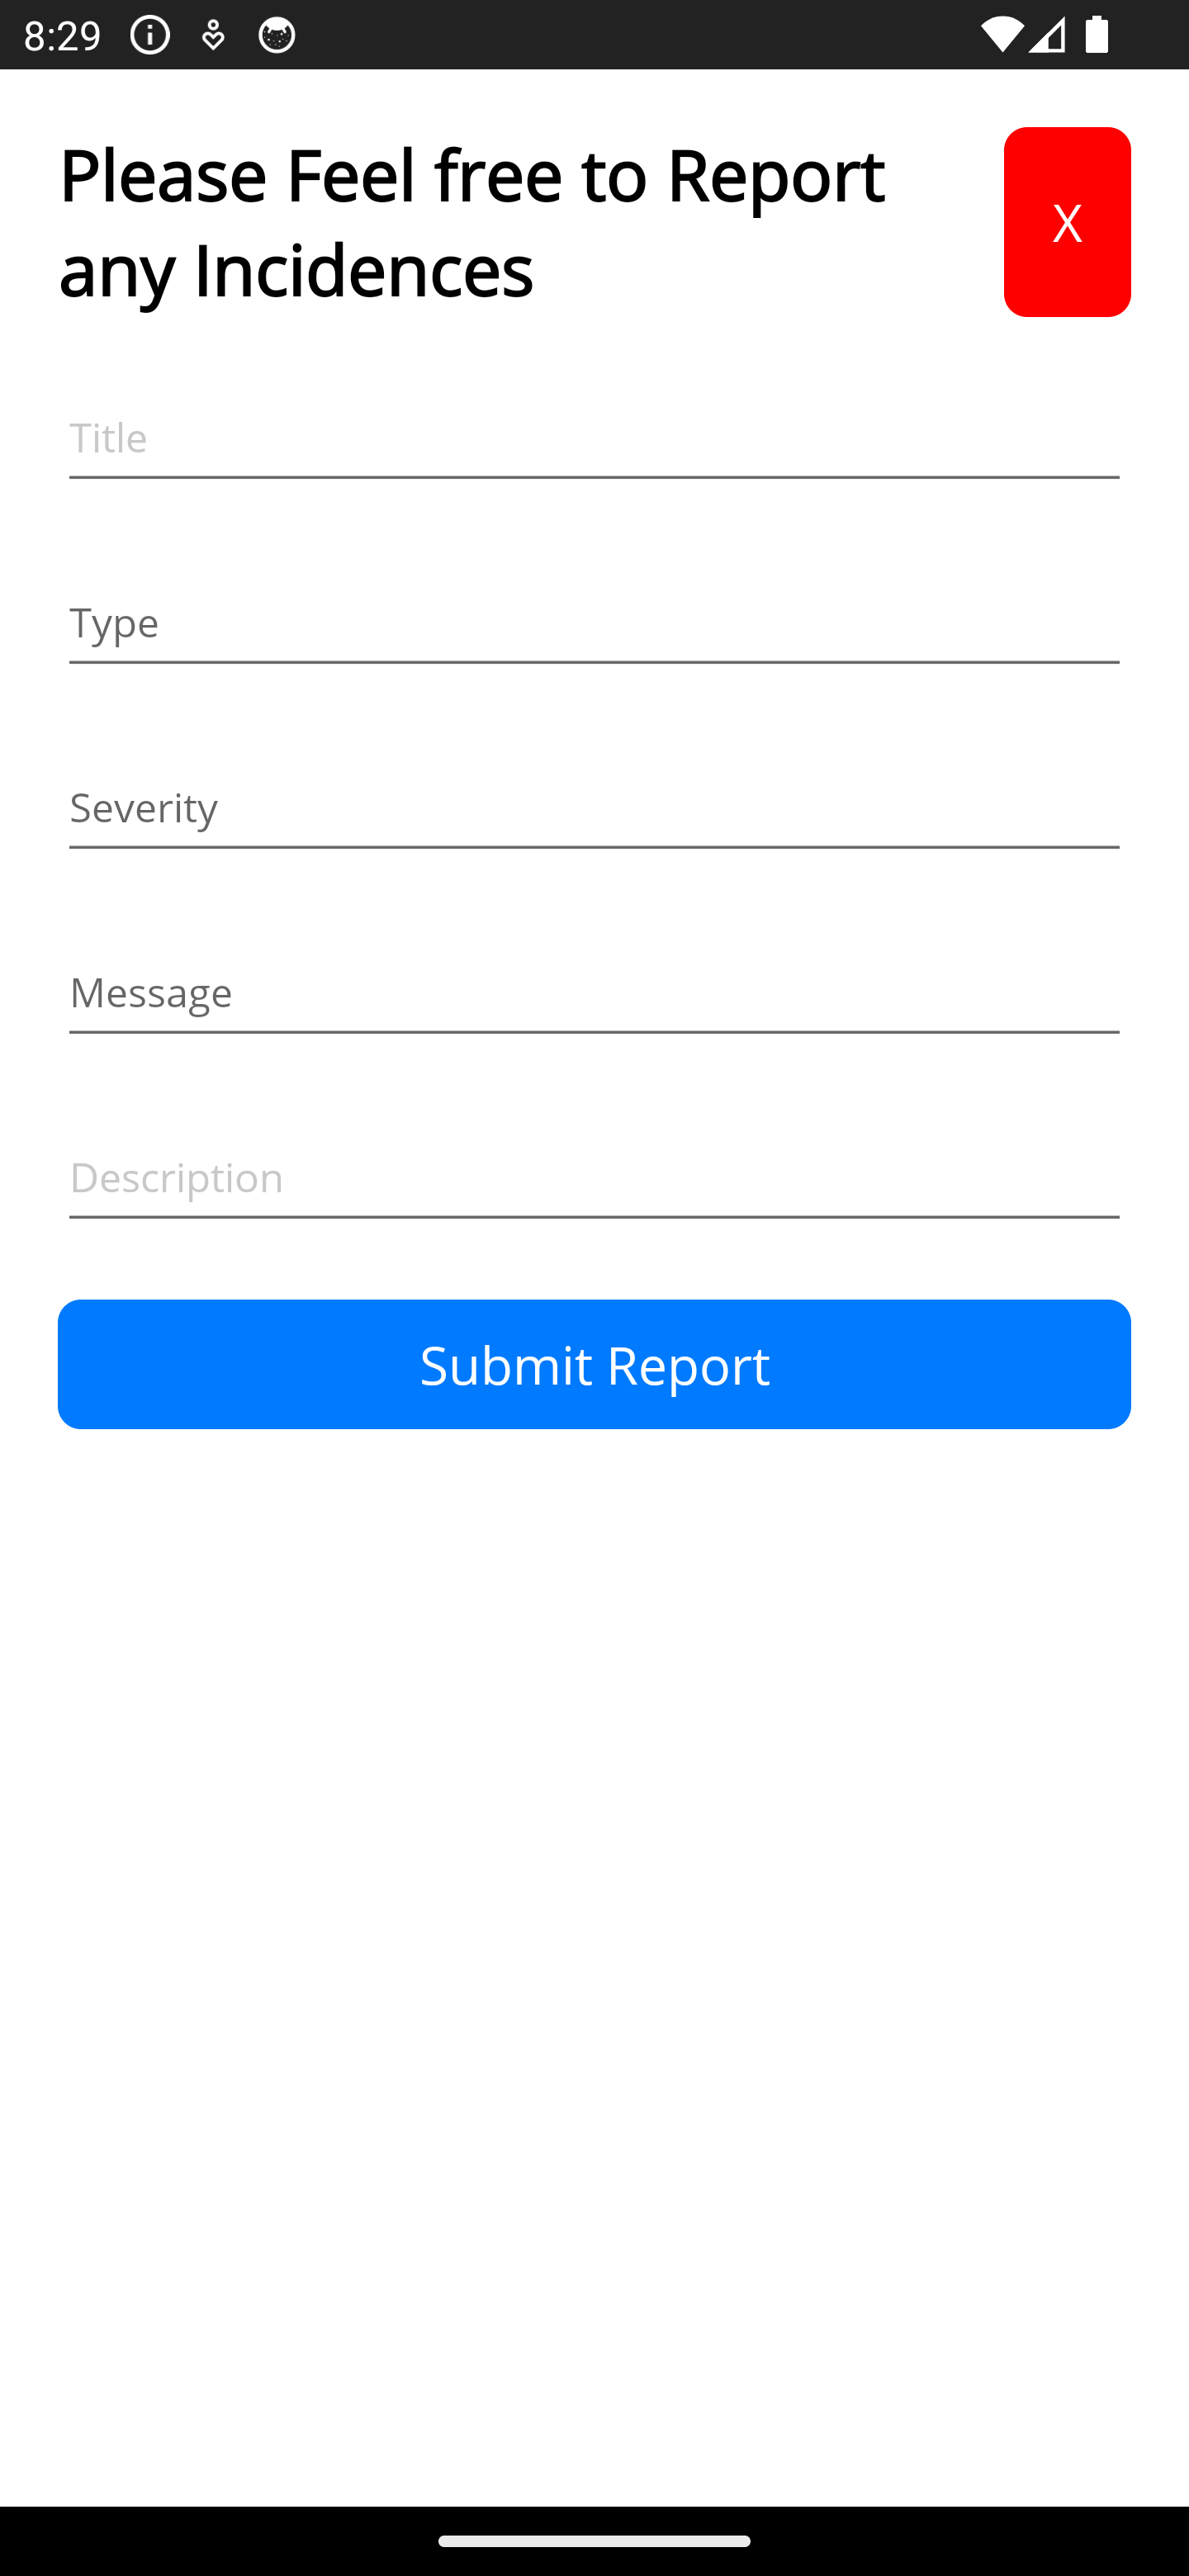 8:29
Please Feel free to Report
any Incidences
X
Title
Type
Severity
Message
Description
Submit Report